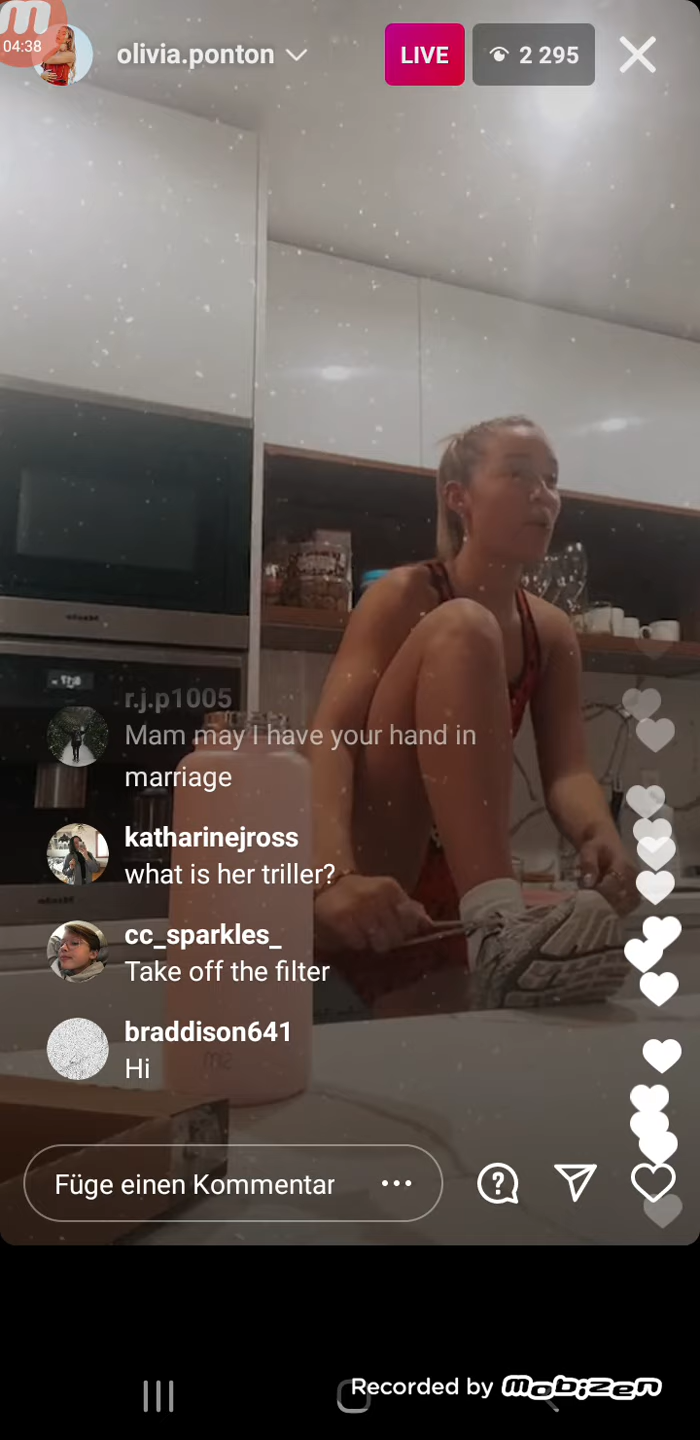 04:38
olivia.ponton
LIVE
2 295
r.j.p1005
Mam may i have your hand in
marriage
katharinejross
what is her triller?
cc_sparkles_
Take off the filter
braddison641
Hi
Füge einen Kommentar
Recorded by mobizen